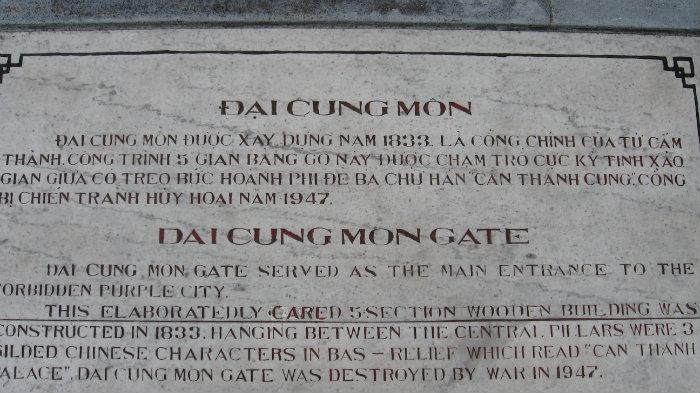 ĐẠI CUNG MÔN
ĐẠI CUNG MÔN ĐƯỢC XÂY DỰNG NĂM 1833. LÀ CỔNG CHÍNH CỦA TỬ CẤM
THÀNH. CÔNG TRÌNH 5 GIAN BẰNG GỖ NÀY ĐƯỢC CHẠM TRỔ CỰC KỲ TINH XẢO
GIAN GIỮA CÓ TREO BỨC HOÀNH PHI ĐỀ BA CHỮ HÁN "CẦN THÀNH CUNG". CỔNG
BỊ CHIẾN TRANH HỦY HOẠI NĂM 1947.
DAI CUNG MON GATE
DAI CUNG MON GATE SERVED AS THE MAIN ENTRANCE TO THE
FORBIDDEN PURPLE CITY.
THIS ELABORATEDLY CARED 5 SECTION WOODEN BUILDING WAS
CONSTRUCTED IN 1833. HANGING BETWEEN THE CENTRAL PILLARS WERE 3
GILDED CHINESE CHARACTERS IN BAS - RELIEF WHICH READ "CAN THANH
PALACE". DAI CUNG MON GATE WAS DESTROYED BY WAR IN 1947.